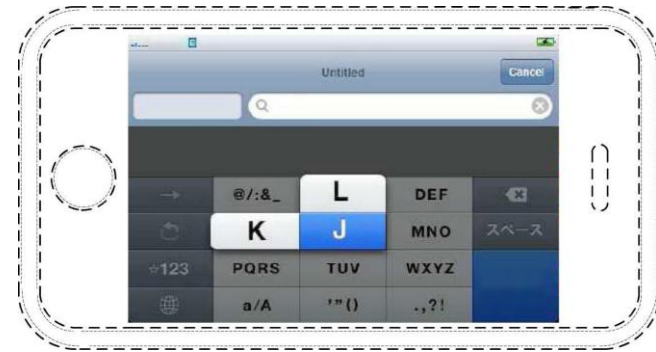 Untitled Cancel
→ @/:&_ L DEF
K J MNO スペース
☆123 PQRS TUV WXYZ
a/A '"() .,?!